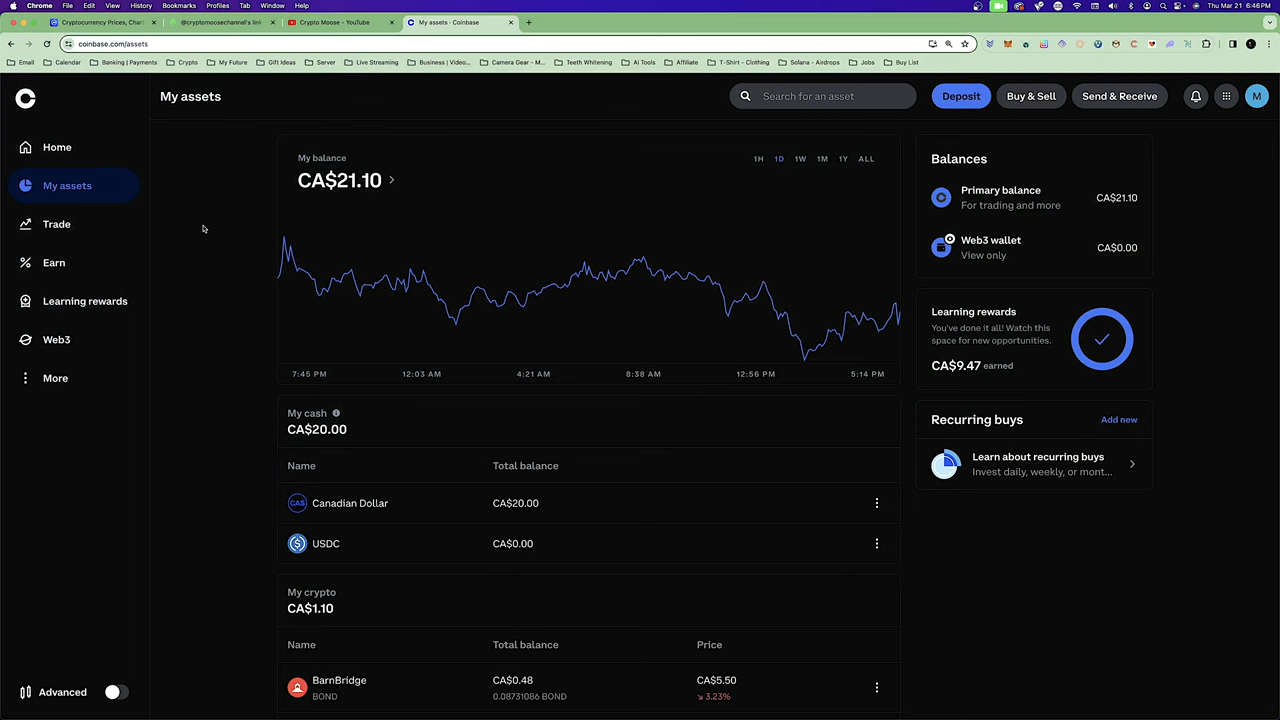 Chrome File Edit View History Bookmarks Profiles Tab Window Help
Thu Mar 21 6:46 PM
Cryptocurrency Prices, Char
@cryptomoosechannel's link
Crypto Moose - YouTube
My assets - Coinbase
coinbase.com/assets
Email Calendar Banking | Payments Crypto My Future Gift Ideas Server Live Streaming Business | Video... Camera Gear - M... Teeth Whitening Ai Tools Affiliate T-Shirt - Clothing Solana - Airdrops Jobs Buy List
My assets
Search for an asset
Deposit
Buy & Sell
Send & Receive
M
Home
My assets
Trade
Earn
Learning rewards
Web3
More
Advanced
My balance
CA$21.10
1H 1D 1W 1M 1Y ALL
7:45 PM 12:03 AM 4:21 AM 8:38 AM 12:56 PM 5:14 PM
My cash
CA$20.00
Name Total balance
CA$ Canadian Dollar CA$20.00
USDC CA$0.00
My crypto
CA$1.10
Name Total balance Price
BarnBridge CA$0.48 CA$5.50
BOND 0.08731086 BOND ↘ 3.23%
Balances
Primary balance CA$21.10
For trading and more
Web3 wallet CA$0.00
View only
Learning rewards
You've done it all! Watch this
space for new opportunities.
CA$9.47 earned
Recurring buys Add new
Learn about recurring buys
Invest daily, weekly, or mont...